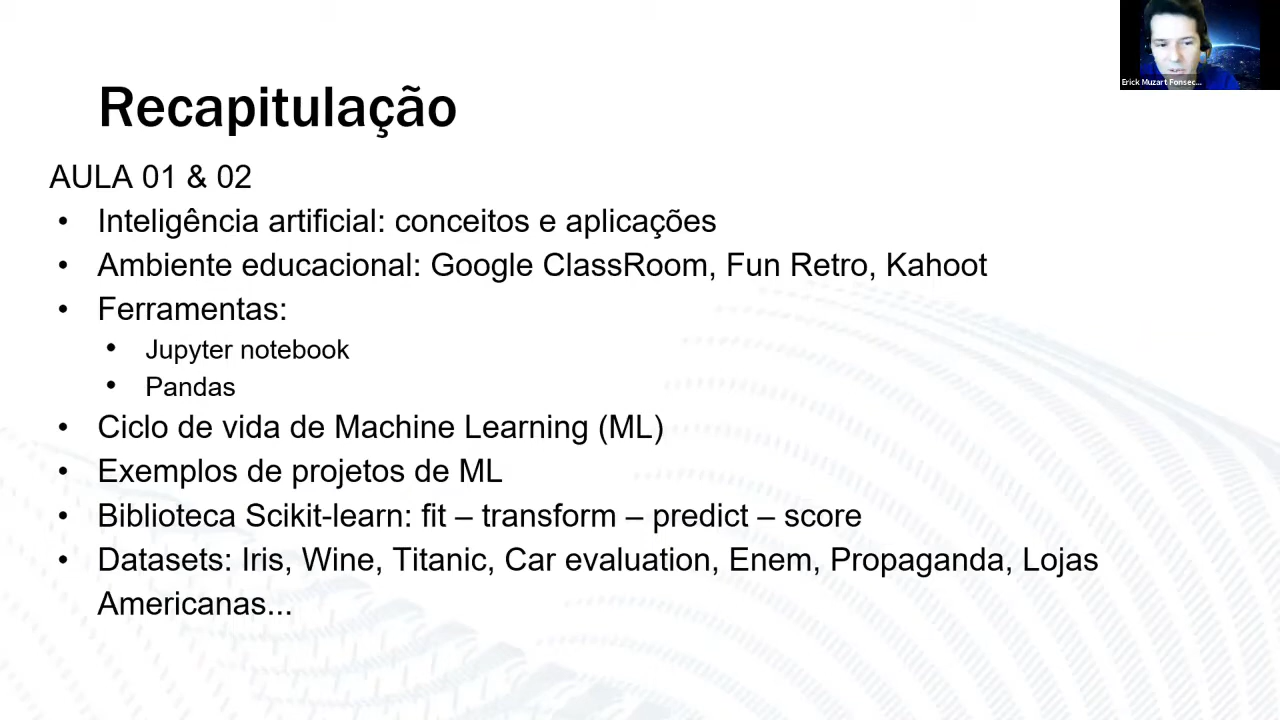 Erick Muzart Fonsec...
Recapitulação
AULA 01 & 02
• Inteligência artificial: conceitos e aplicações
• Ambiente educacional: Google ClassRoom, Fun Retro, Kahoot
• Ferramentas:
• Jupyter notebook
• Pandas
• Ciclo de vida de Machine Learning (ML)
• Exemplos de projetos de ML
• Biblioteca Scikit-learn: fit – transform – predict – score
• Datasets: Iris, Wine, Titanic, Car evaluation, Enem, Propaganda, Lojas
Americanas...